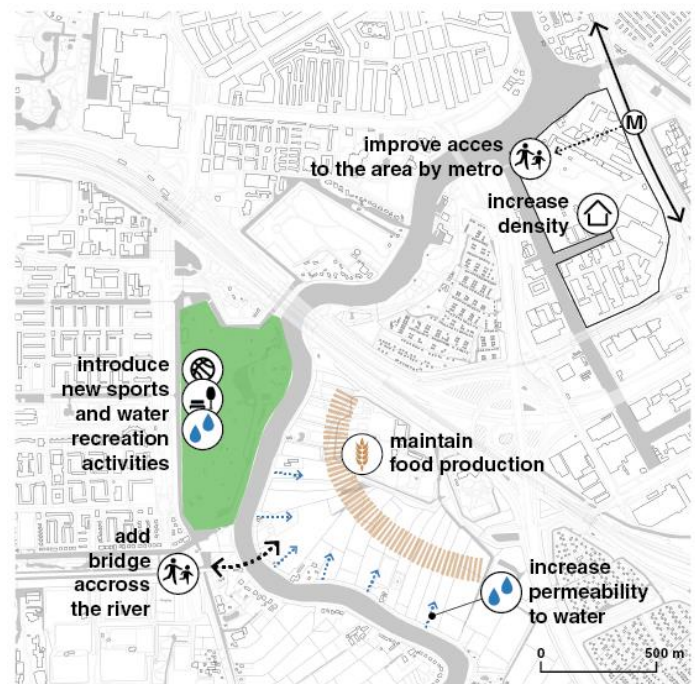 M
improve acces
to the area by metro
increase
density
introduce
new sports
and water
recreation
activities
maintain
food production
add
bridge
accross
the river
increase
permeability
to water
0 500 m